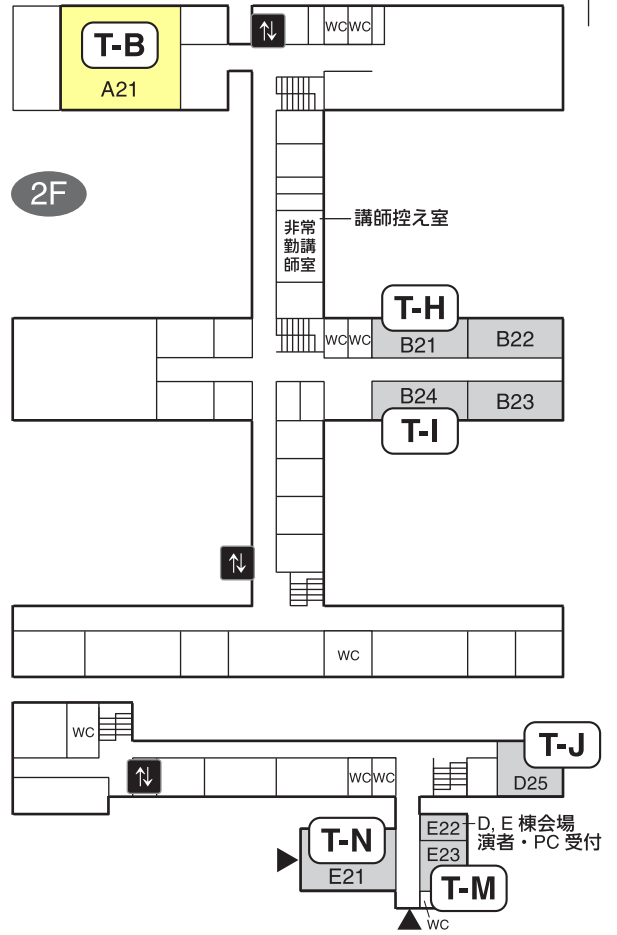 T-B
WC WC
A21
2F
講師控え室
非常
勤講
師室
T-H
WC WC
B21
B22
B24
B23
T-I
WC
WC
T-J
WC WC
D25
T-N
E22
D, E 棟会場
演者・PC 受付
E23
E21
T-M
WC